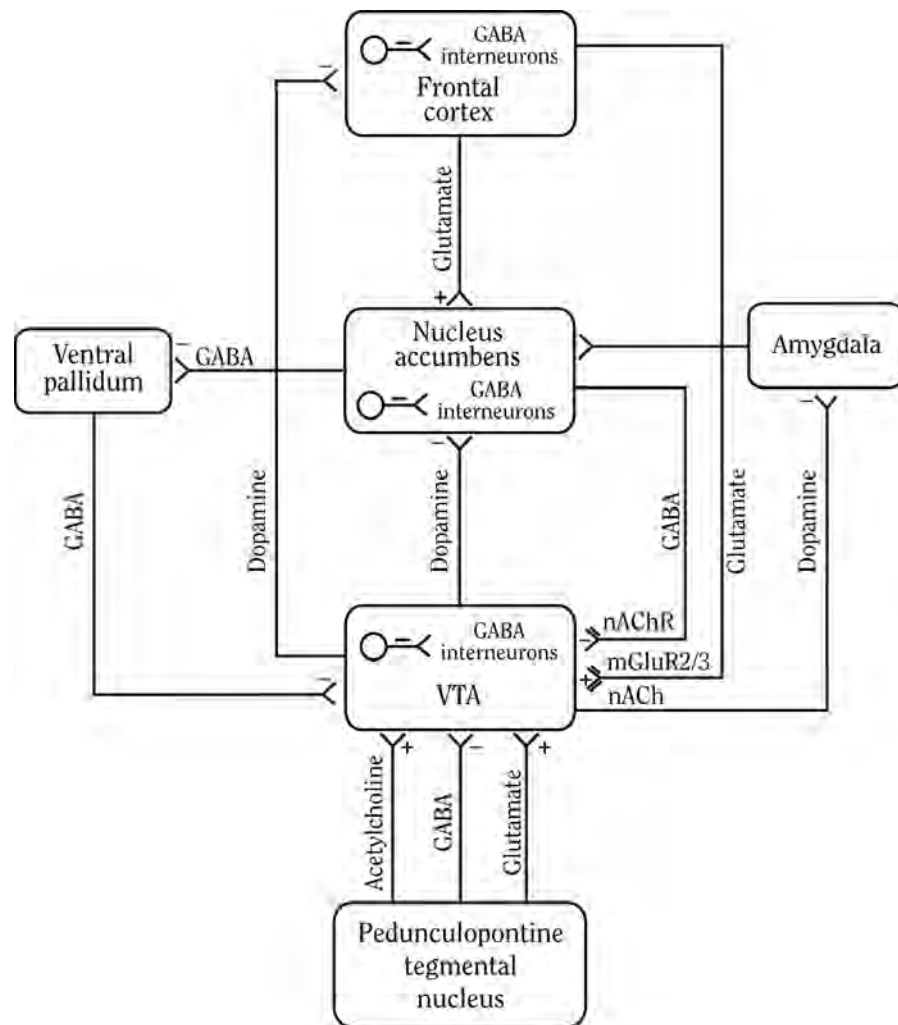 GABA
interneurons
Frontal
cortex
Glutamate
Nucleus
accumbens
GABA
interneurons
Ventral
pallidum
GABA
Amygdala
GABA
Dopamine
Dopamine
GABA
Glutamate
Dopamine
GABA
interneurons
VTA
nAChR
mGluR2/3
nACh
Acetylcholine
GABA
Glutamate
Pedunculopontine
tegmental
nucleus